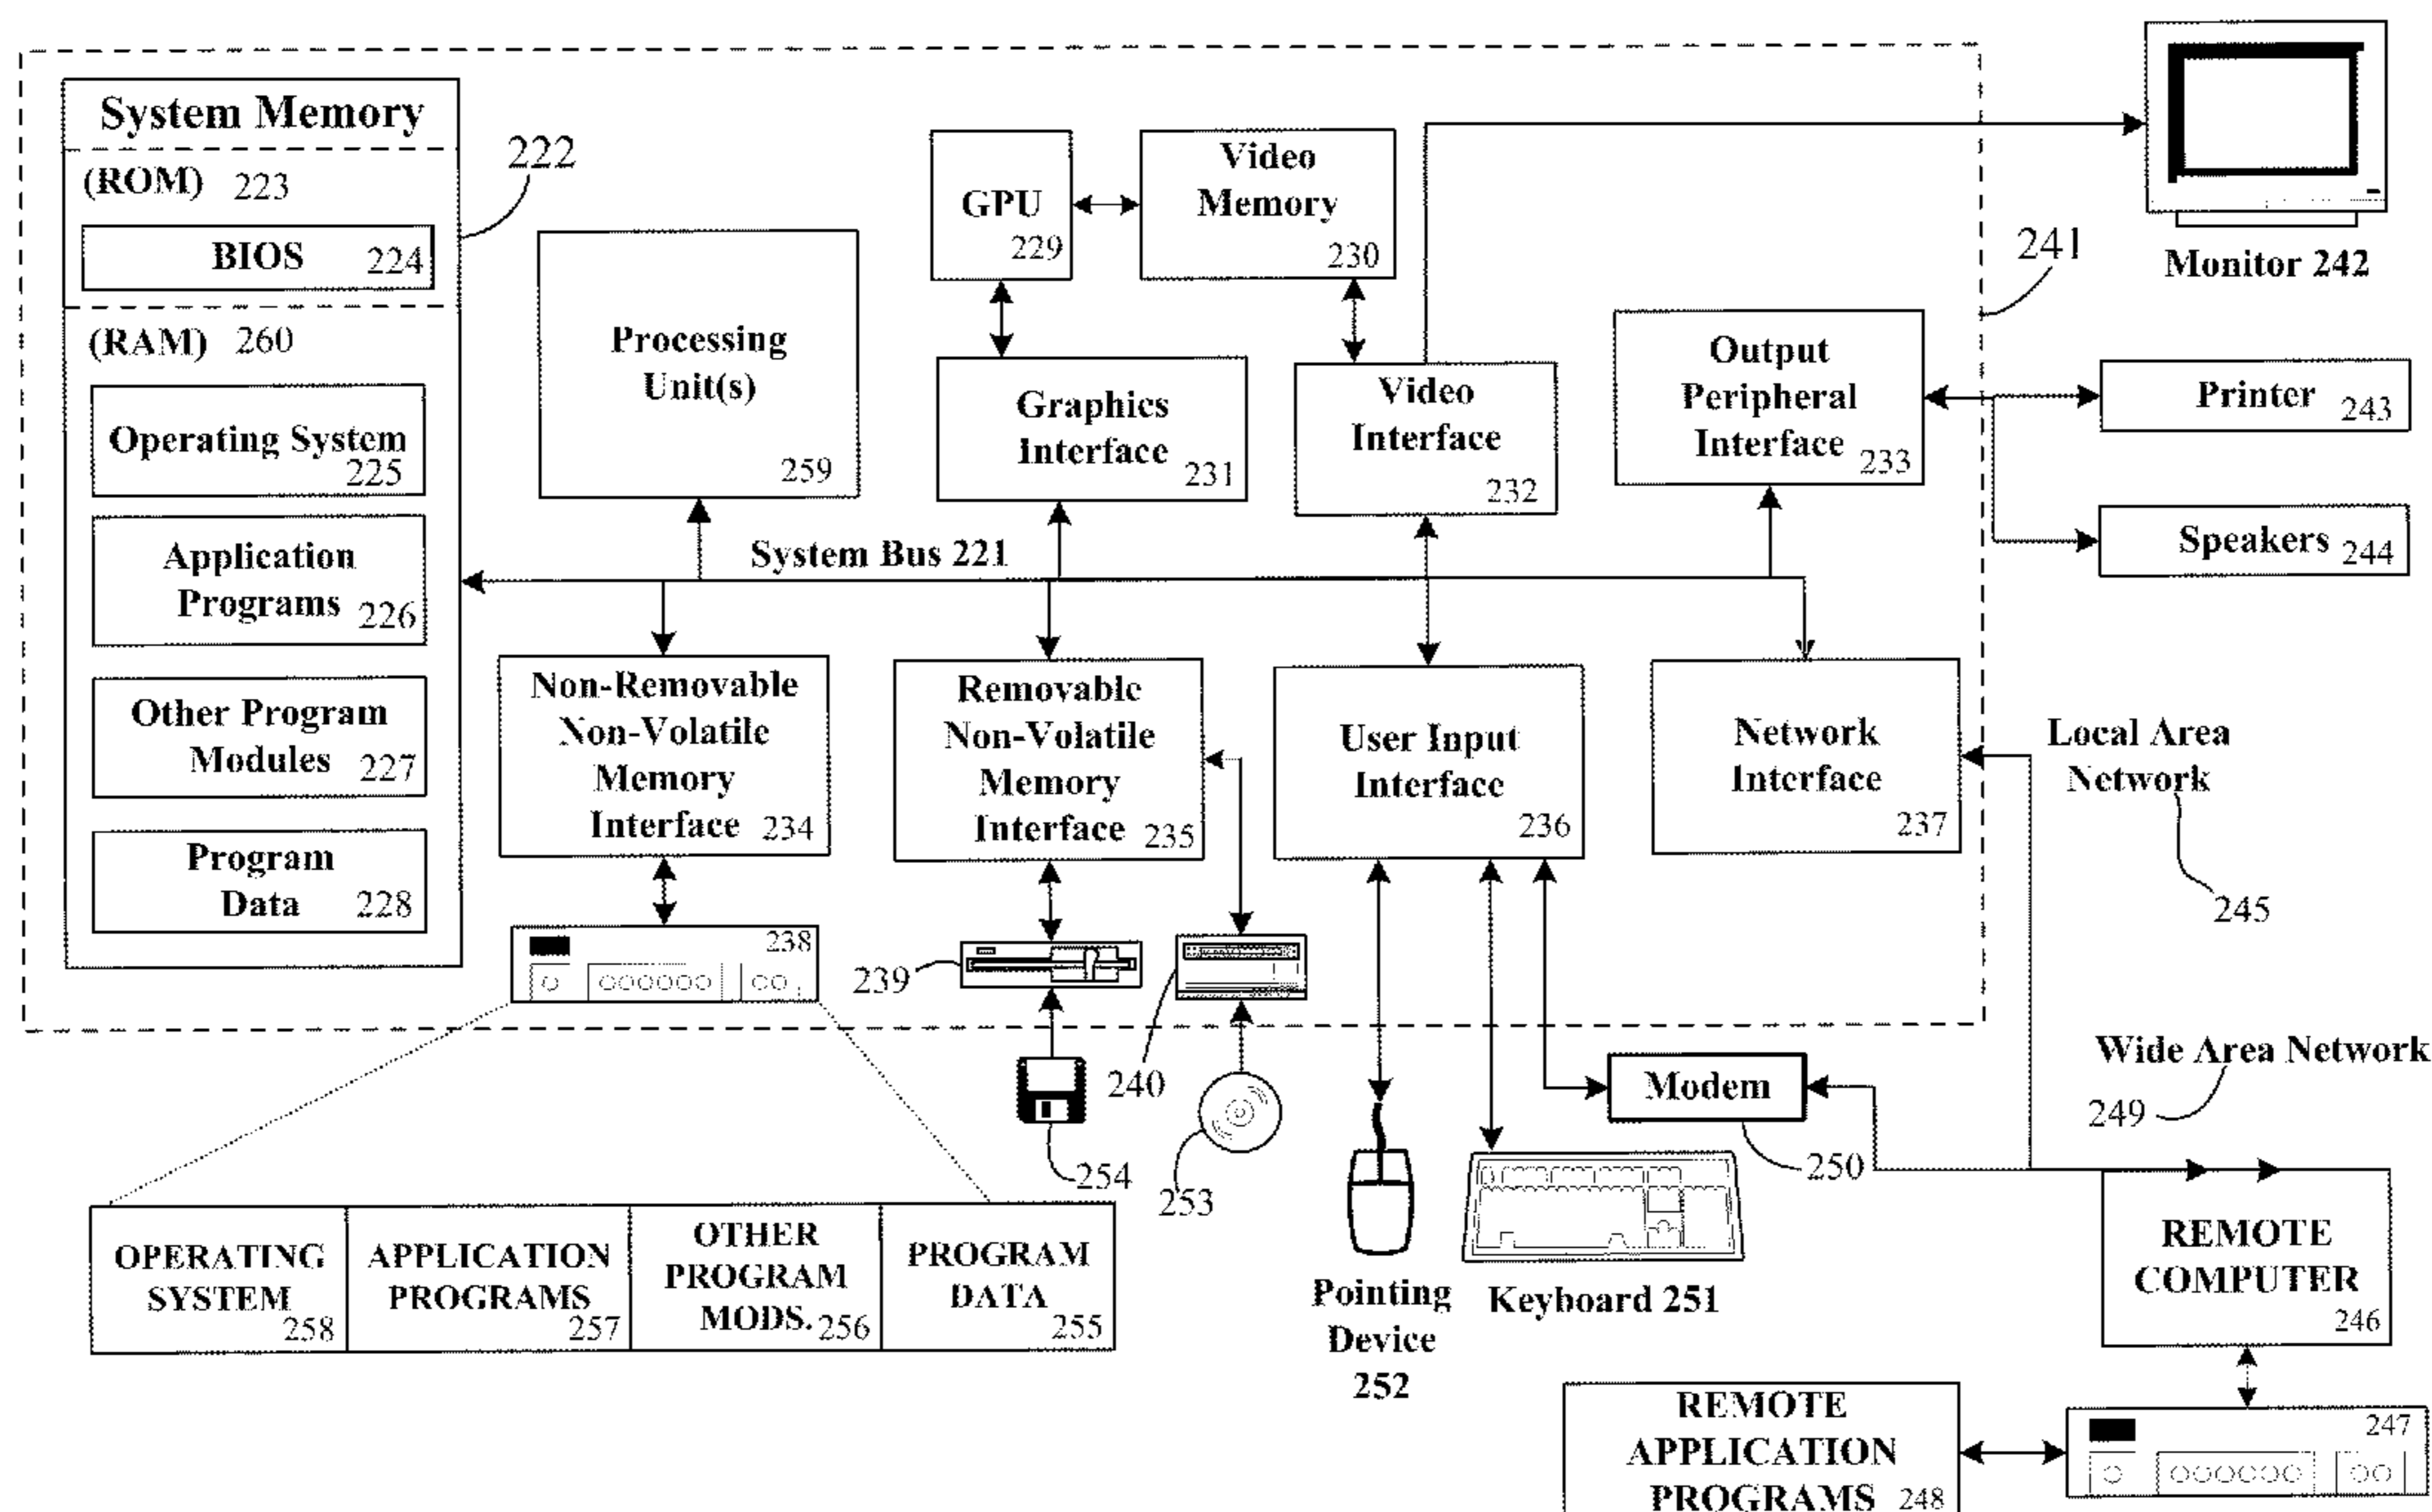 System Memory
(ROM) 223
BIOS 224
222
(RAM) 260
Operating System
225
Application
Programs 226
Other Program
Modules 227
Program
Data 228
Processing
Unit(s)
259
GPU
229
Video
Memory
230
Graphics
Interface
231
Video
Interface
232
Output
Peripheral
Interface
233
241
Monitor 242
Printer 243
Speakers 244
System Bus 221
Non-Removable
Non-Volatile
Memory
Interface 234
Removable
Non-Volatile
Memory
Interface 235
User Input
Interface
236
Network
Interface
237
Local Area
Network
245
238
239
240
254
253
Modem
250
Wide Area Network
249
OPERATING
SYSTEM
258
APPLICATION
PROGRAMS
257
OTHER
PROGRAM
MODS. 256
PROGRAM
DATA
255
Pointing
Device
252
Keyboard 251
REMOTE
COMPUTER
246
REMOTE
APPLICATION
PROGRAMS 248
247